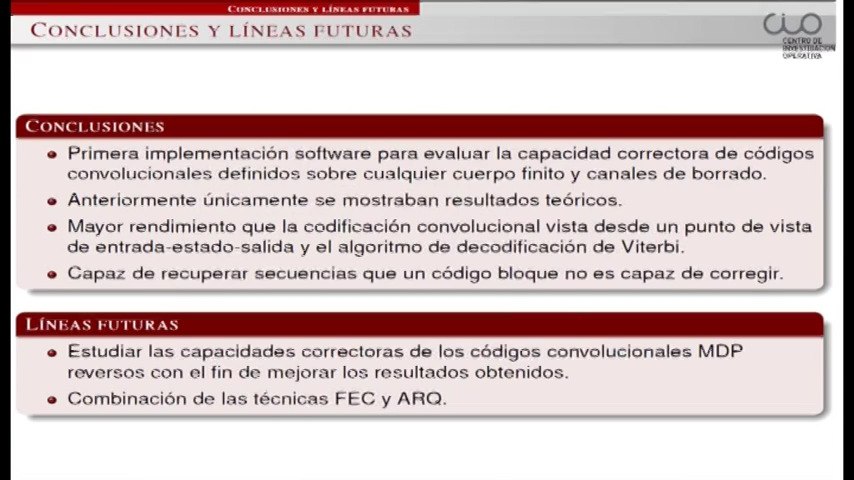 CONCLUSIONES Y LÍNEAS FUTURAS
CONCLUSIONES Y LÍNEAS FUTURAS
CIO
CENTRO DE
INVESTIGACIÓN
OPERATIVA
CONCLUSIONES
Primera implementación software para evaluar la capacidad correctora de códigos
convolucionales definidos sobre cualquier cuerpo finito y canales de borrado.
Anteriormente únicamente se mostraban resultados teóricos.
Mayor rendimiento que la codificación convolucional vista desde un punto de vista
de entrada-estado-salida y el algoritmo de decodificación de Viterbi.
Capaz de recuperar secuencias que un código bloque no es capaz de corregir.
LÍNEAS FUTURAS
Estudiar las capacidades correctoras de los códigos convolucionales MDP
reversos con el fin de mejorar los resultados obtenidos.
Combinación de las técnicas FEC y ARQ.